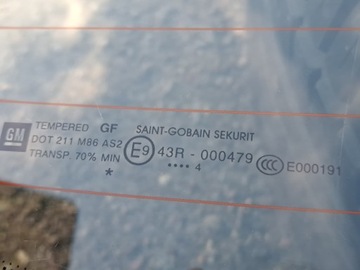 TEMPERED GF SAINT-GOBAIN SEKURIT
GM DOT 211 M86 AS2 E9 43R - 000479 CCC E000191
TRANSP. 70% MIN •••• 4
*